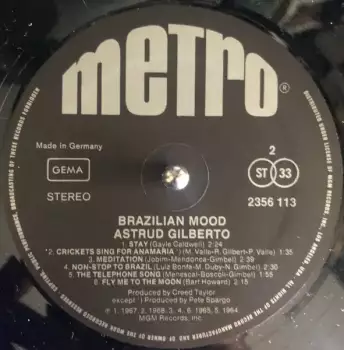 metro®
Made in Germany
GEMA
STEREO
2
ST 33
2356 113
BRAZILIAN MOOD
ASTRUD GILBERTO
1. STAY (Gayle Caldwell) 2:24
2. CRICKETS SING FOR ANAMARIA (M. Valle-R. Gilbert-P. Valle) 1:35
3. MEDITATION (Jobim-Mendonca-Gimbel) 2:39
4. NON-STOP TO BRAZIL (Luiz Bonfa-M. Duby-N. Gimbel)
5. THE TELEPHONE SONG (Menescal-Boscoli-Gimbel)
6. FLY ME TO THE MOON (Bart Howard) 2:15
Produced by Creed Taylor
except *) Produced by Pete Spargo
MGM Records, Inc.